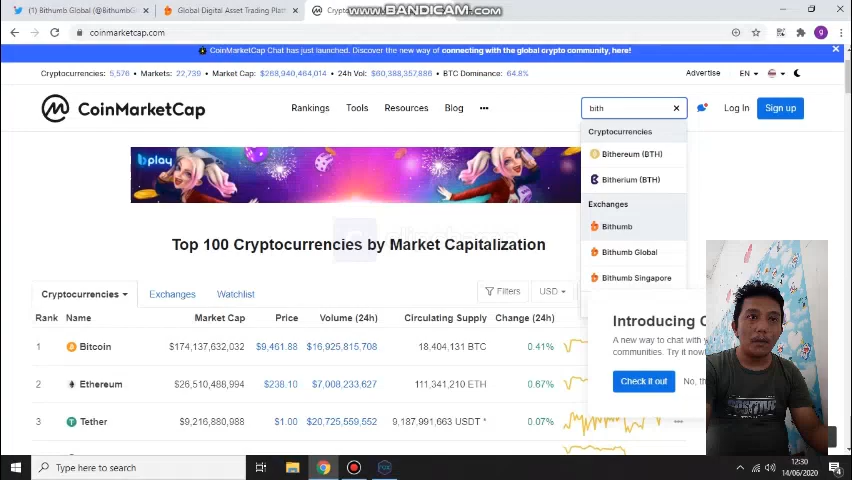 WWW.BANDICAM.COM
(1) Bithumb Global (@BithumbG
Global Digital Asset Trading Platf
coinmarketcap.com
g
CoinMarketCap Chat has just launched. Discover the new way of connecting with the global crypto community, here!
Cryptocurrencies: 5,576 Markets: 22,739 Market Cap: $268,940,464,014 24h Vol: $60,388,357,886 BTC Dominance: 64.8%
Advertise EN
CoinMarketCap
Rankings Tools Resources Blog
bith
Log In Sign up
Cryptocurrencies
Bithereum (BTH)
Bitherium (BTH)
Exchanges
Bithumb
Bithumb Global
Bithumb Singapore
bplay
Top 100 Cryptocurrencies by Market Capitalization
Cryptocurrencies Exchanges Watchlist
Filters USD
Rank Name Market Cap Price Volume (24h) Circulating Supply Change (24h)
1 Bitcoin $174,137,632,032 $9,461.88 $16,925,815,708 18,404,131 BTC 0.41%
2 Ethereum $26,510,488,994 $238.10 $7,008,233,627 111,341,210 ETH 0.67%
3 Tether $9,216,880,988 $1.00 $20,725,559,552 9,187,991,663 USDT * 0.07%
Introducing C
A new way to chat with y
communities. Try it now
Check it out No, th
POSITIVE
Type here to search
12:30
14/06/2020
4